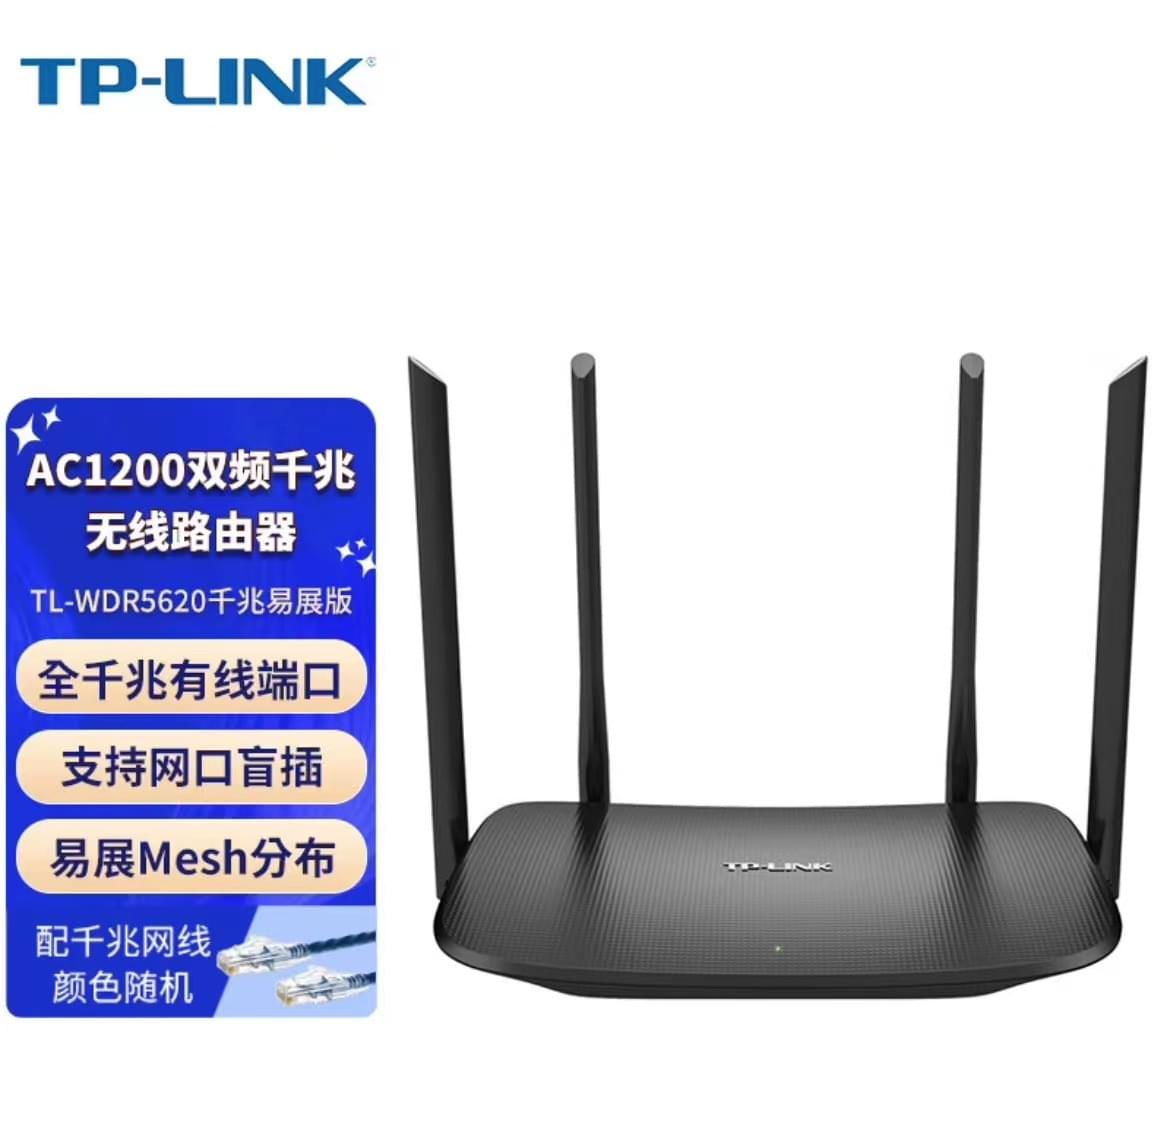 TP-LINK®
AC1200双频千兆
无线路由器
TL-WDR5620千兆易展版
全千兆有线端口
支持网口盲插
易展Mesh分布
配千兆网线
颜色随机
TP-LINK